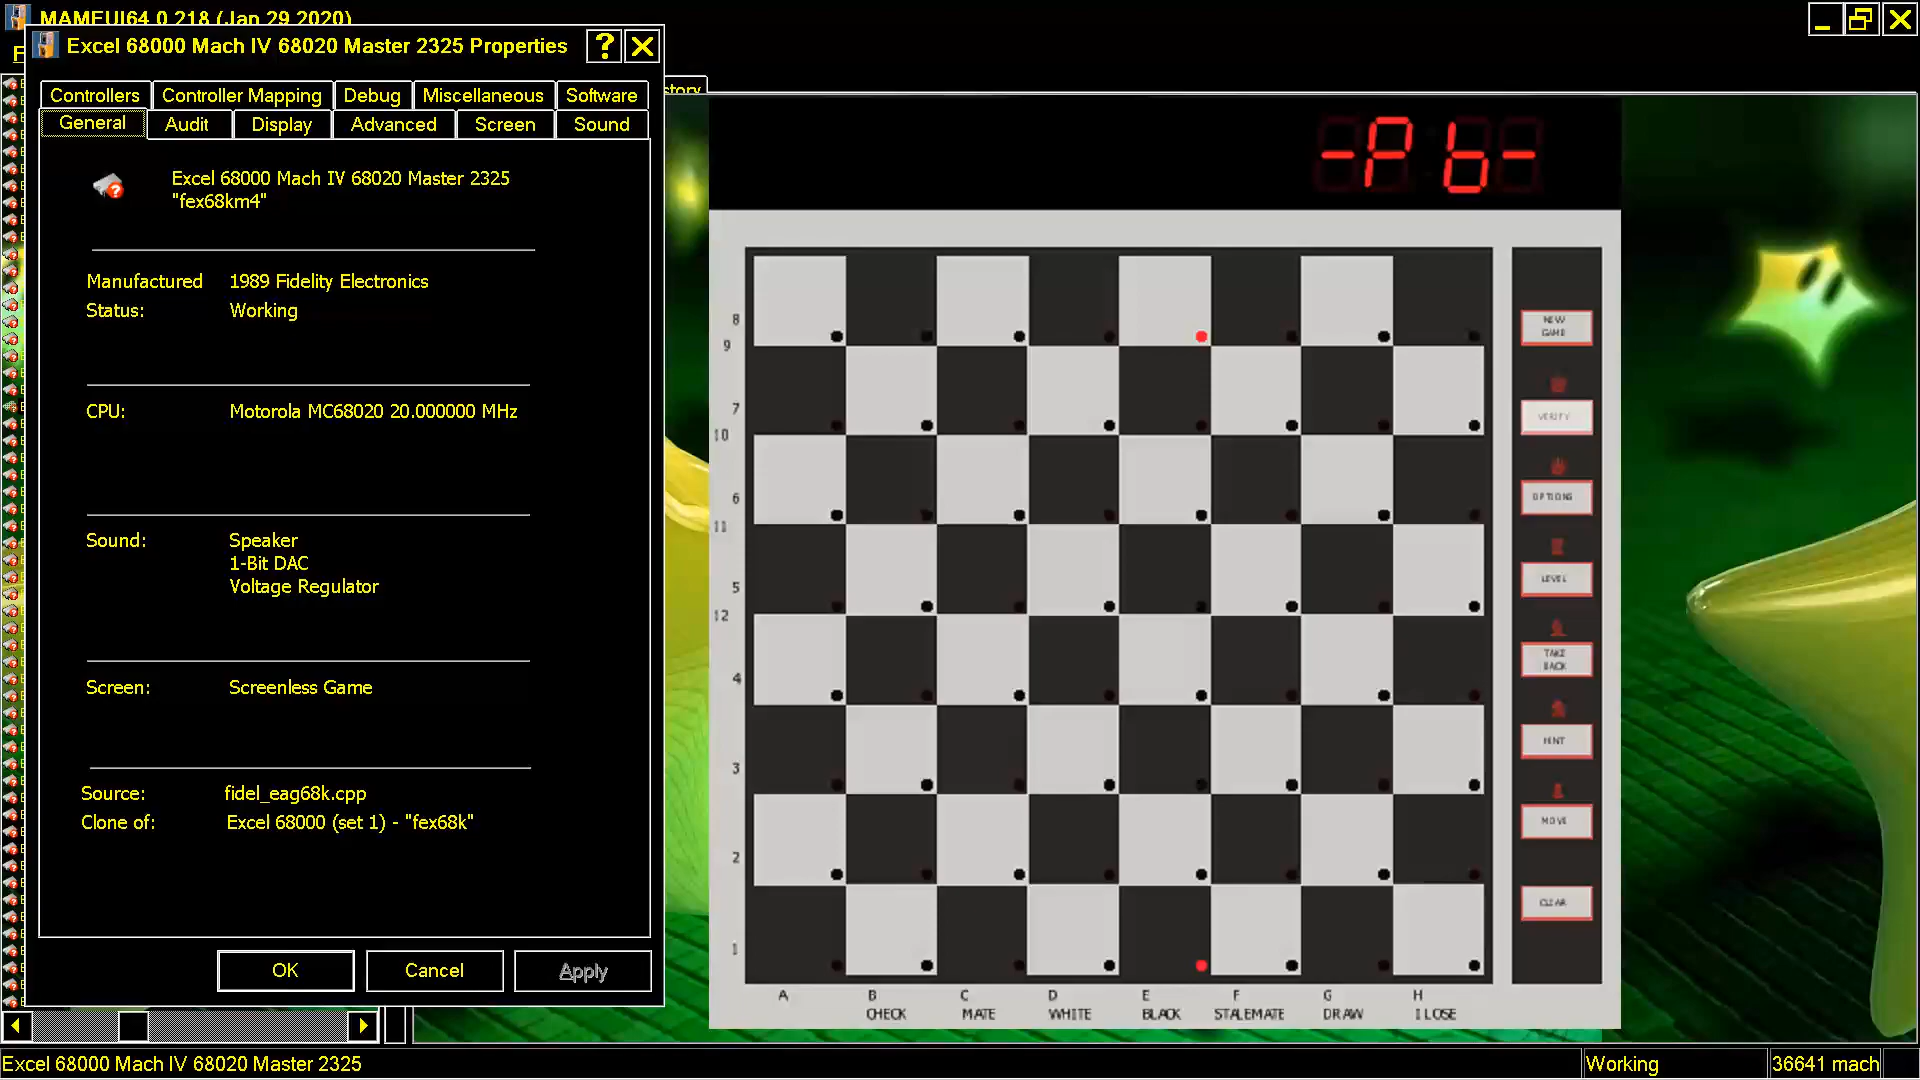 MAMEUI64 0.218 (Jan 29 2020)
Excel 68000 Mach IV 68020 Master 2325 Properties
Controllers
Controller Mapping
Debug
Miscellaneous
Software
General
Audit
Display
Advanced
Screen
Sound
Excel 68000 Mach IV 68020 Master 2325
"fex68km4"
Manufactured 1989 Fidelity Electronics
Status: Working
CPU: Motorola MC68020 20.000000 MHz
Sound: Speaker
1-Bit DAC
Voltage Regulator
Screen: Screenless Game
Source: fidel_eag68k.cpp
Clone of: Excel 68000 (set 1) - "fex68k"
OK
Cancel
Apply
-Pb-
8
9
7
10
6
11
5
12
4
3
2
1
A B C D E F G H
CHECK MATE WHITE BLACK STALEMATE DRAW I LOSE
NEW
GAME
VERIFY
OPTIONS
LEVEL
TAKE
BACK
HINT
MOVE
CLEAR
Excel 68000 Mach IV 68020 Master 2325
Working
36641 mach